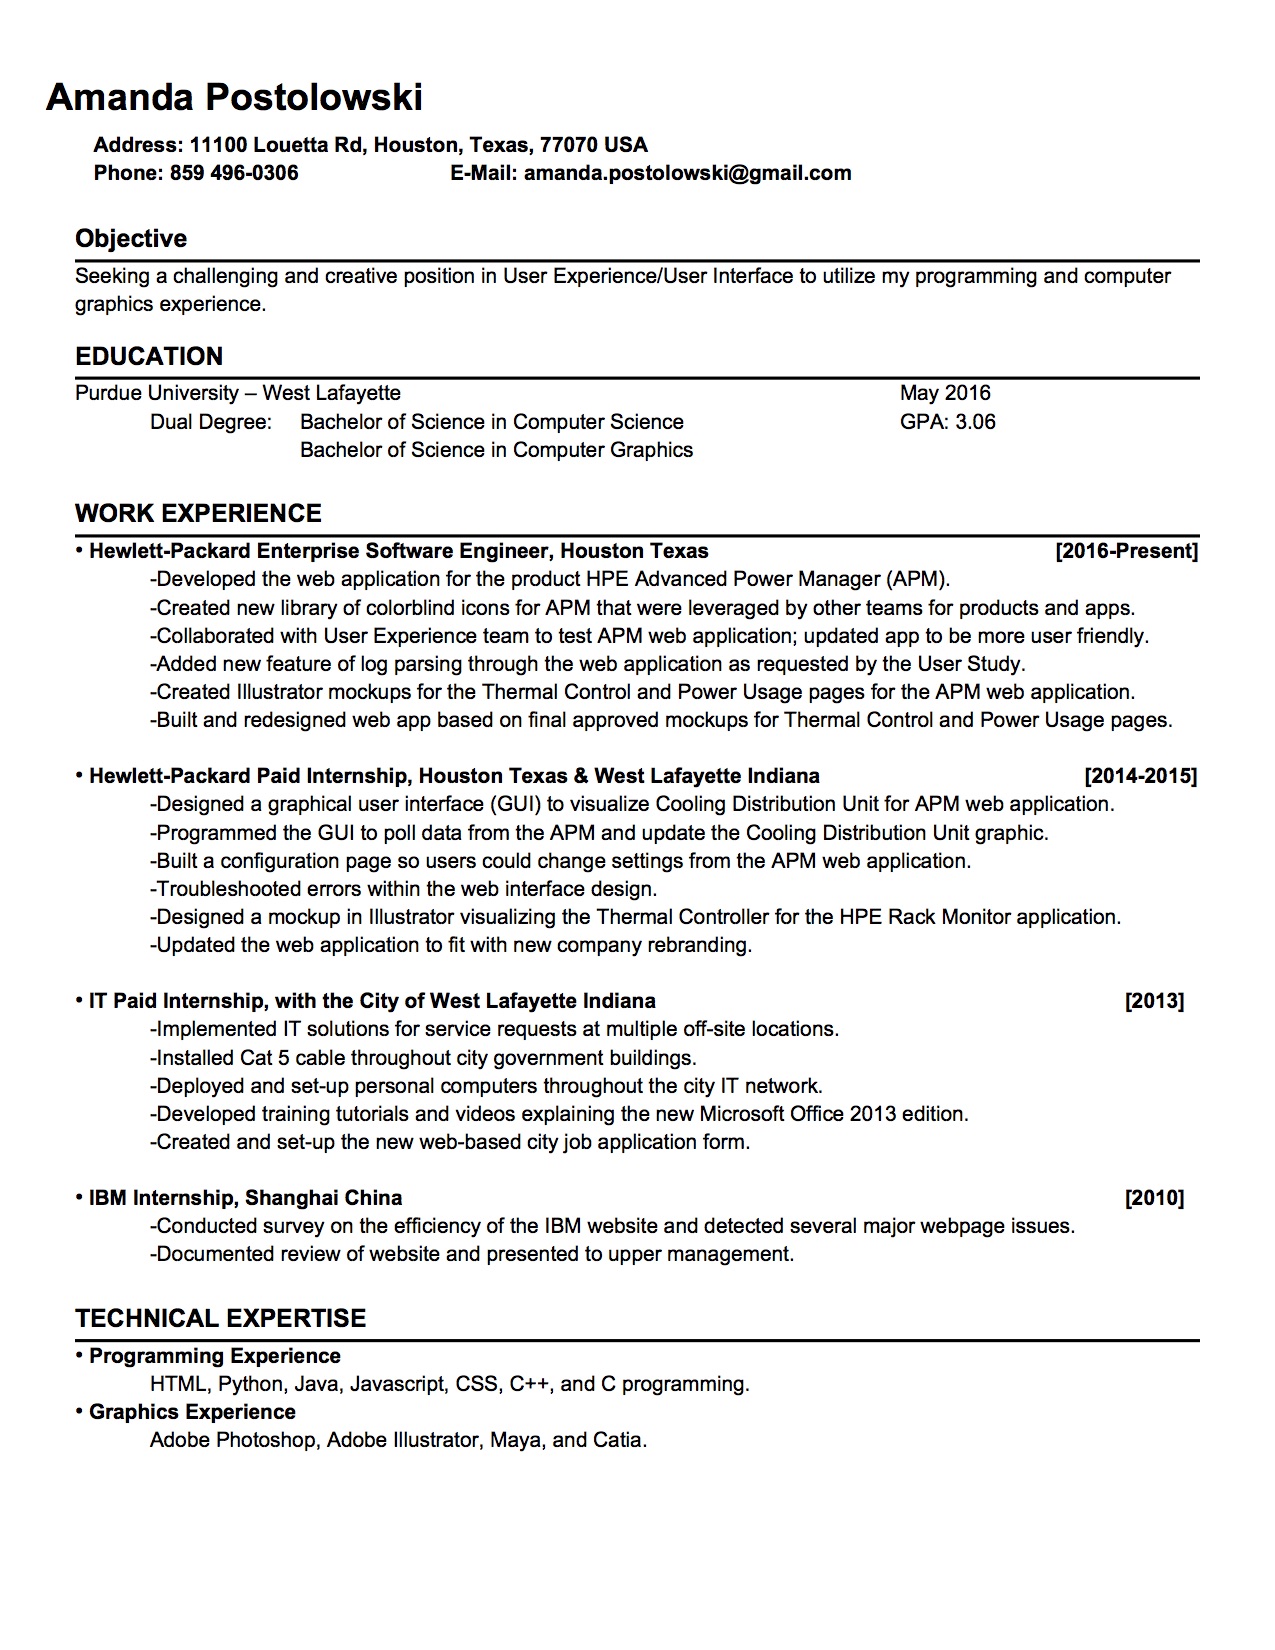 Amanda Postolowski
Address: 11100 Louetta Rd, Houston, Texas, 77070 USA
Phone: 859 496-0306 E-Mail: amanda.postolowski@gmail.com
Objective
Seeking a challenging and creative position in User Experience/User Interface to utilize my programming and computer
graphics experience.
EDUCATION
Purdue University – West Lafayette May 2016
Dual Degree: Bachelor of Science in Computer Science GPA: 3.06
Bachelor of Science in Computer Graphics
WORK EXPERIENCE
• Hewlett-Packard Enterprise Software Engineer, Houston Texas [2016-Present]
-Developed the web application for the product HPE Advanced Power Manager (APM).
-Created new library of colorblind icons for APM that were leveraged by other teams for products and apps.
-Collaborated with User Experience team to test APM web application; updated app to be more user friendly.
-Added new feature of log parsing through the web application as requested by the User Study.
-Created Illustrator mockups for the Thermal Control and Power Usage pages for the APM web application.
-Built and redesigned web app based on final approved mockups for Thermal Control and Power Usage pages.
• Hewlett-Packard Paid Internship, Houston Texas & West Lafayette Indiana [2014-2015]
-Designed a graphical user interface (GUI) to visualize Cooling Distribution Unit for APM web application.
-Programmed the GUI to poll data from the APM and update the Cooling Distribution Unit graphic.
-Built a configuration page so users could change settings from the APM web application.
-Troubleshooted errors within the web interface design.
-Designed a mockup in Illustrator visualizing the Thermal Controller for the HPE Rack Monitor application.
-Updated the web application to fit with new company rebranding.
• IT Paid Internship, with the City of West Lafayette Indiana [2013]
-Implemented IT solutions for service requests at multiple off-site locations.
-Installed Cat 5 cable throughout city government buildings.
-Deployed and set-up personal computers throughout the city IT network.
-Developed training tutorials and videos explaining the new Microsoft Office 2013 edition.
-Created and set-up the new web-based city job application form.
• IBM Internship, Shanghai China [2010]
-Conducted survey on the efficiency of the IBM website and detected several major webpage issues.
-Documented review of website and presented to upper management.
TECHNICAL EXPERTISE
• Programming Experience
HTML, Python, Java, Javascript, CSS, C++, and C programming.
• Graphics Experience
Adobe Photoshop, Adobe Illustrator, Maya, and Catia.